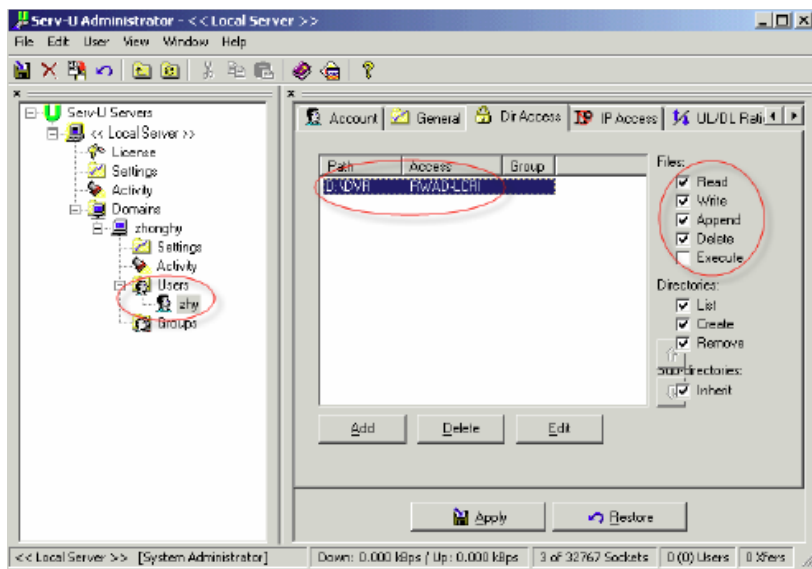 Serv-U Administrator - << Local Server >>
File Edit User View Window Help
Serv-U Servers
<< Local Server >>
License
Settings
Activity
Domains
zhonghy
Settings
Activity
Users
zhy
Groups
Account General Dir Access IP Access UL/DL Rati
Path Access Group
D:\DVR RWAD-LCRI
Files:
Read
Write
Append
Delete
Execute
Directories:
List
Create
Remove
Sub-directories:
Inherit
Add Delete Edit
Apply Restore
<< Local Server >> [System Administrator] Down: 0.000 kBps / Up: 0.000 kBps 3 of 32767 Sockets 0 (0) Users 0 Xfers